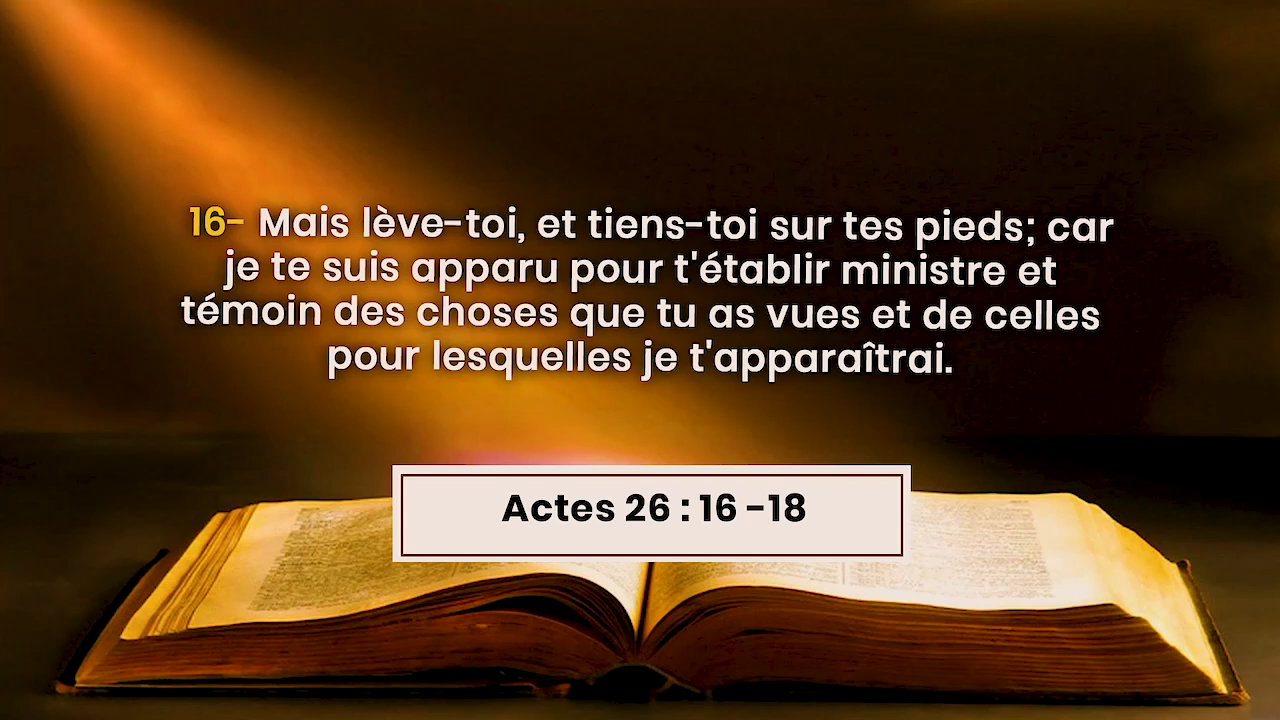 16- Mais lève-toi, et tiens-toi sur tes pieds; car
je te suis apparu pour t'établir ministre et
témoin des choses que tu as vues et de celles
pour lesquelles je t'apparaîtrai.
Actes 26 : 16 -18